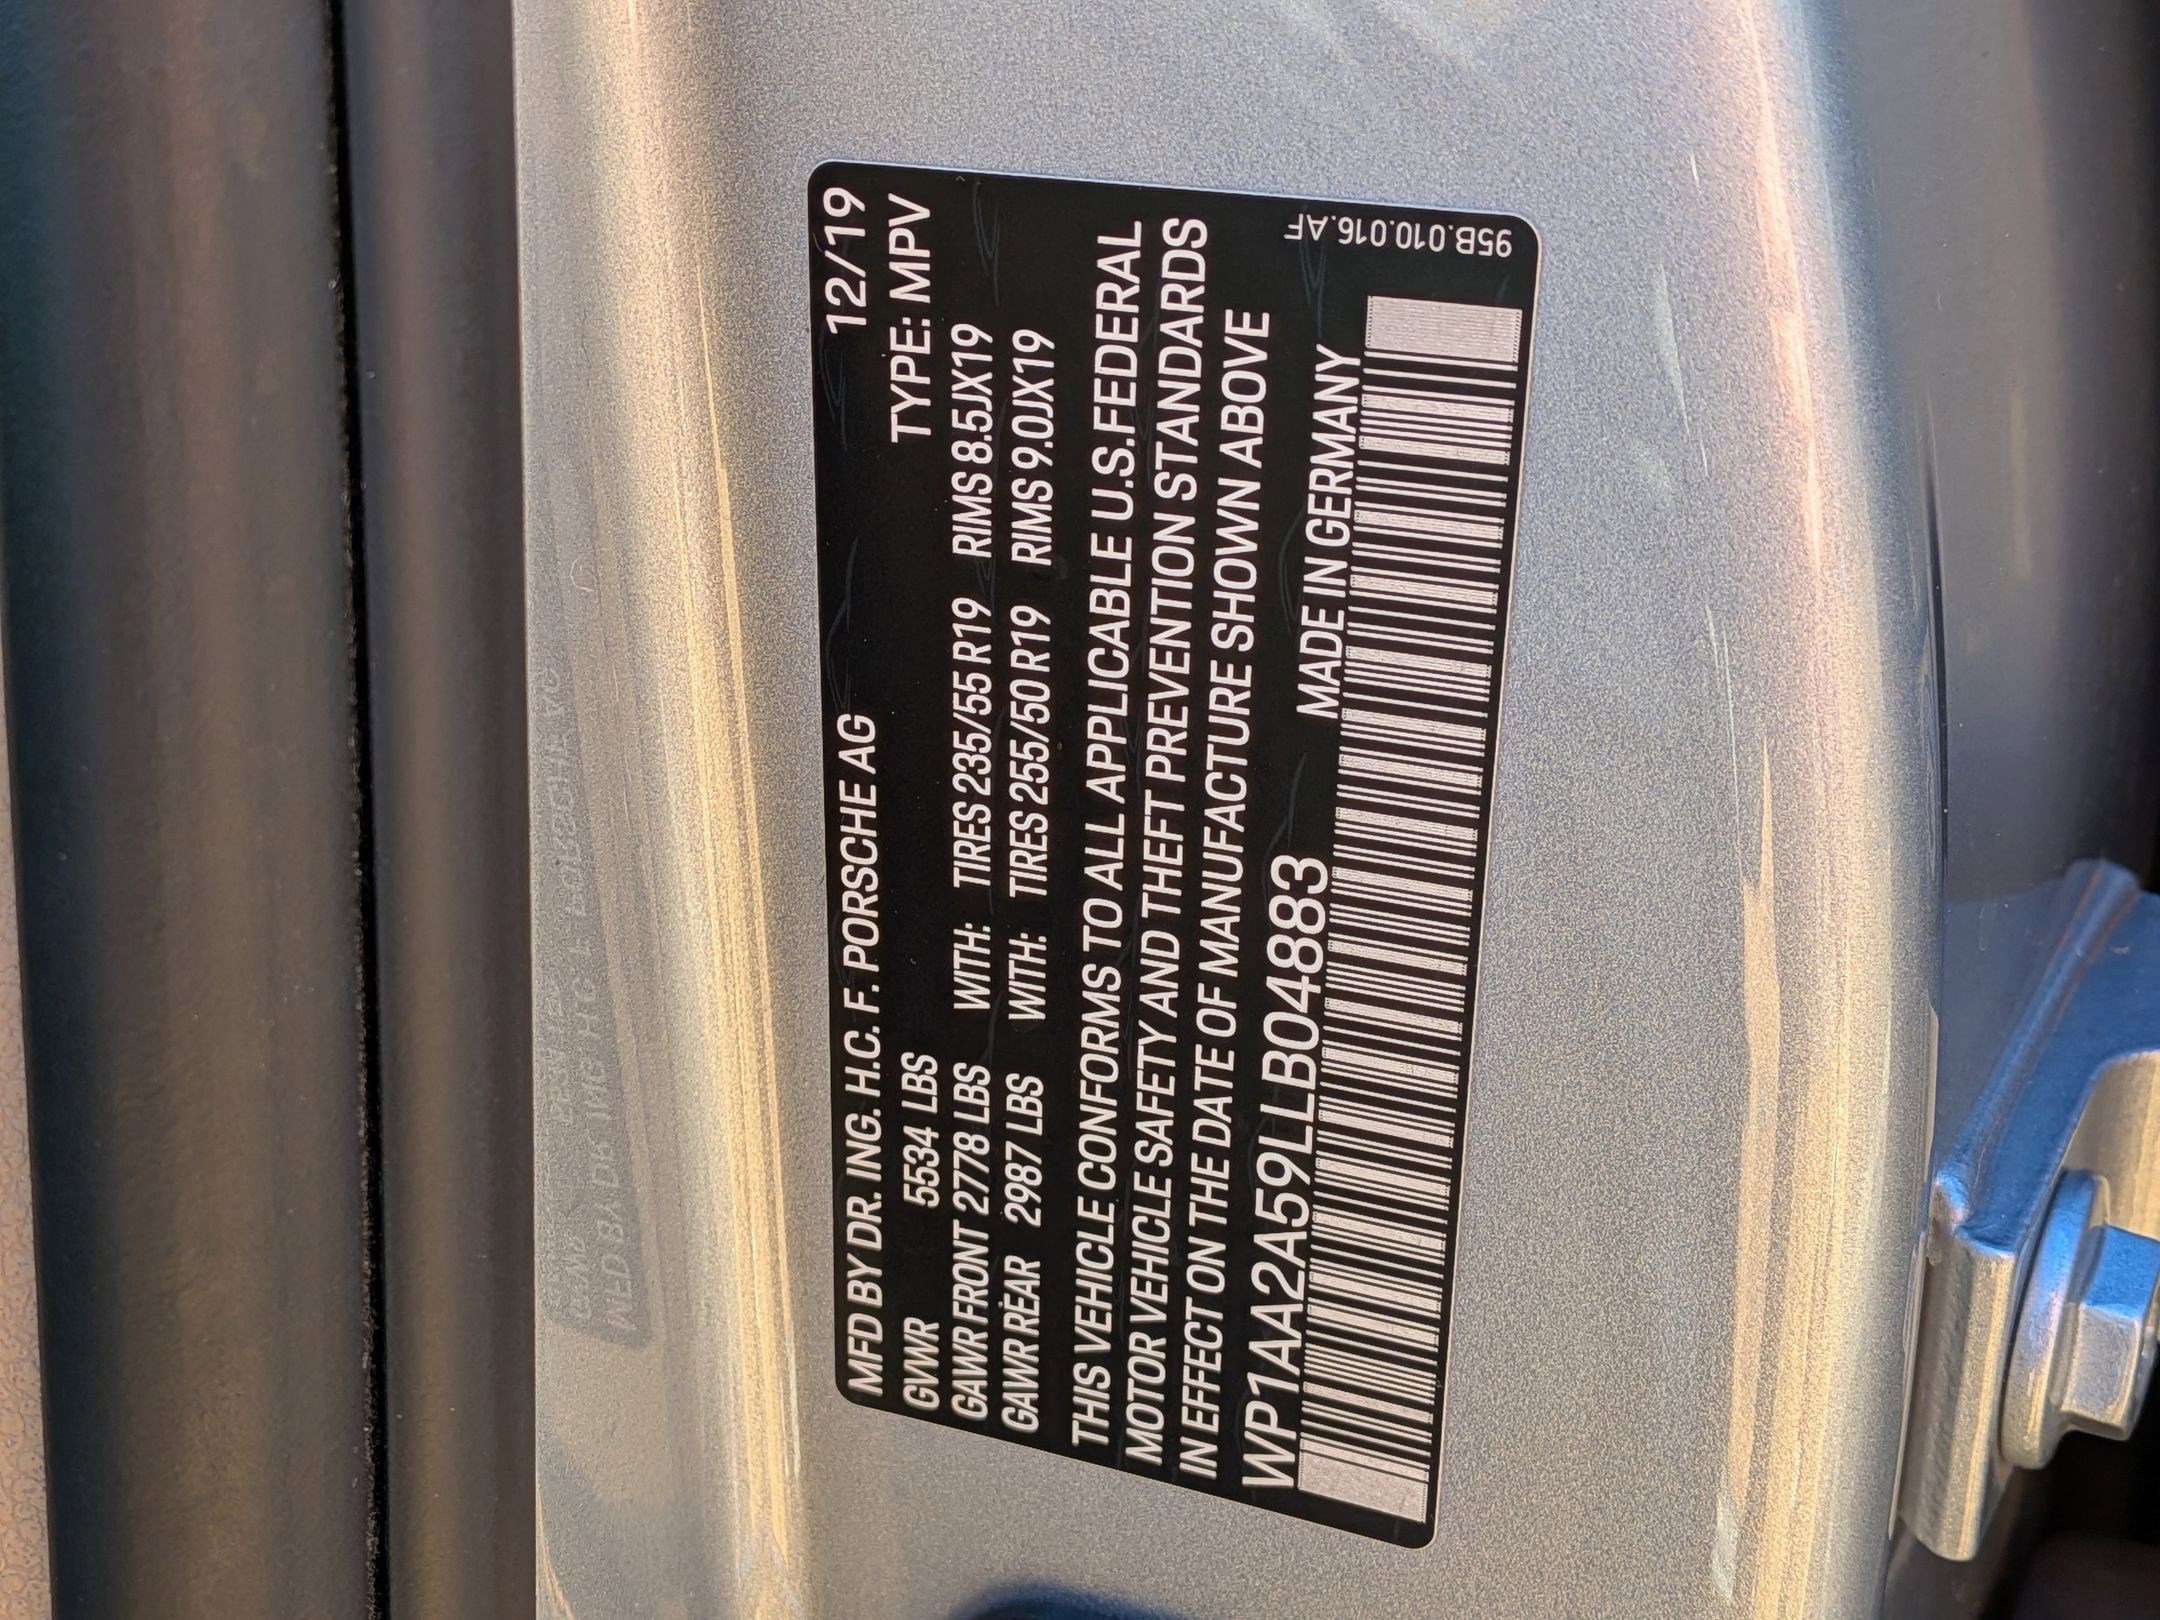 MFD BY DR. ING. H.C. F. PORSCHE AG 12/19
GVWR 5534 LBS TYPE: MPV
GAWR FRONT 2778 LBS WITH: TIRES 235/55 R19 RIMS 8.5JX19
GAWR REAR 2987 LBS WITH: TIRES 255/50 R19 RIMS 9.0JX19
THIS VEHICLE CONFORMS TO ALL APPLICABLE U.S.FEDERAL
MOTOR VEHICLE SAFETY AND THEFT PREVENTION STANDARDS
IN EFFECT ON THE DATE OF MANUFACTURE SHOWN ABOVE
WP1AA2A59LLB04883 MADE IN GERMANY
95B.010.016.AF